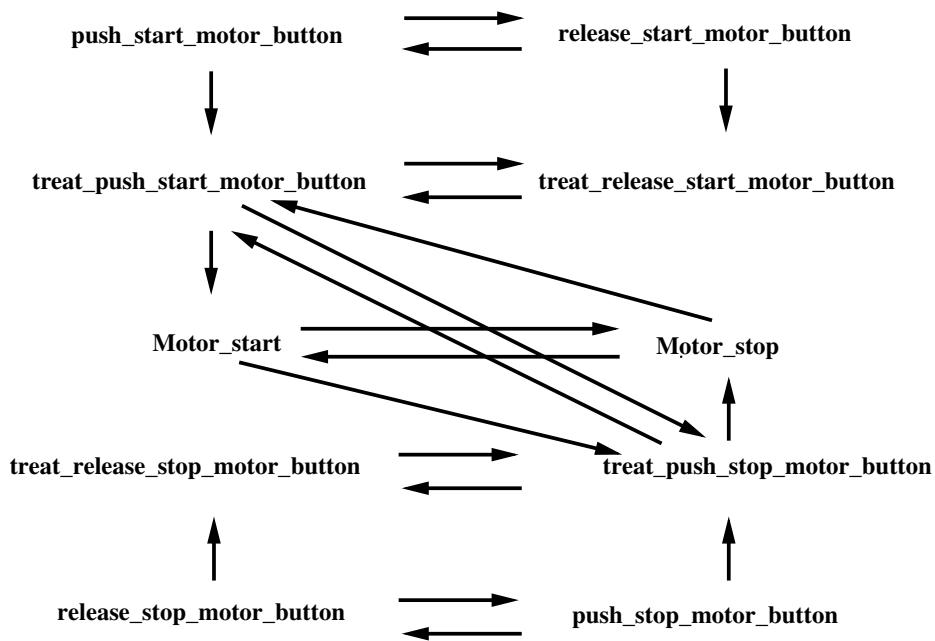 push_start_motor_button
release_start_motor_button
treat_push_start_motor_button
treat_release_start_motor_button
Motor_start
Motor_stop
treat_release_stop_motor_button
treat_push_stop_motor_button
release_stop_motor_button
push_stop_motor_button